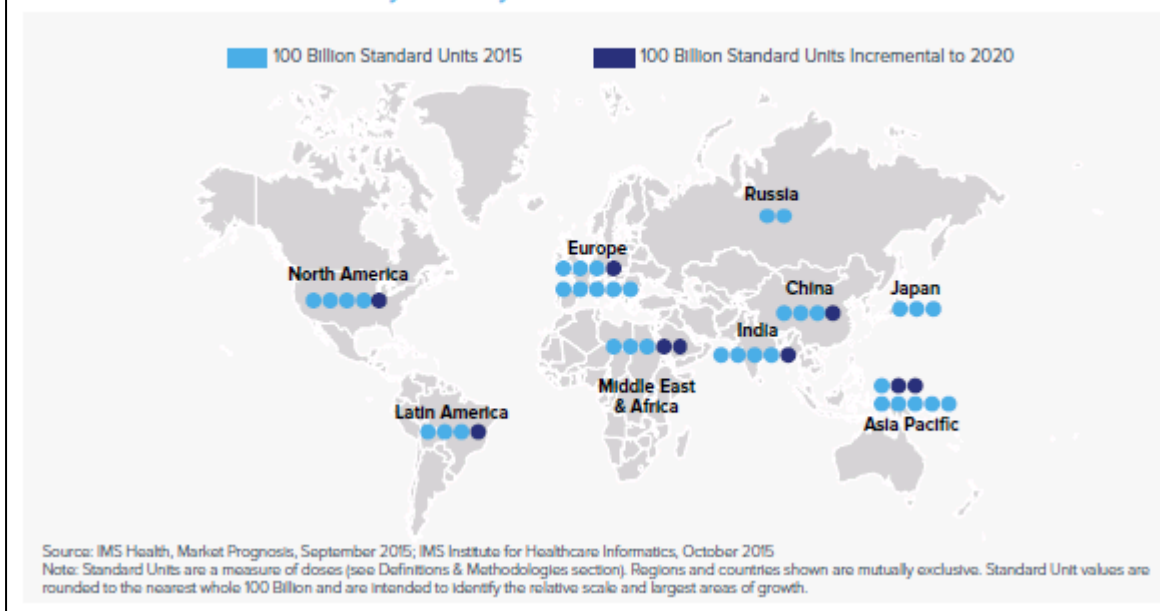 100 Billion Standard Units 2015
100 Billion Standard Units Incremental to 2020
Russia
Europe
North America
China
Japan
India
Middle East
& Africa
Latin America
Asia Pacific
Source: IMS Health, Market Prognosis, September 2015; IMS Institute for Healthcare Informatics, October 2015
Note: Standard Units are a measure of doses (see Definitions & Methodologies section). Regions and countries shown are mutually exclusive. Standard Unit values are
rounded to the nearest whole 100 Billion and are intended to identify the relative scale and largest areas of growth.